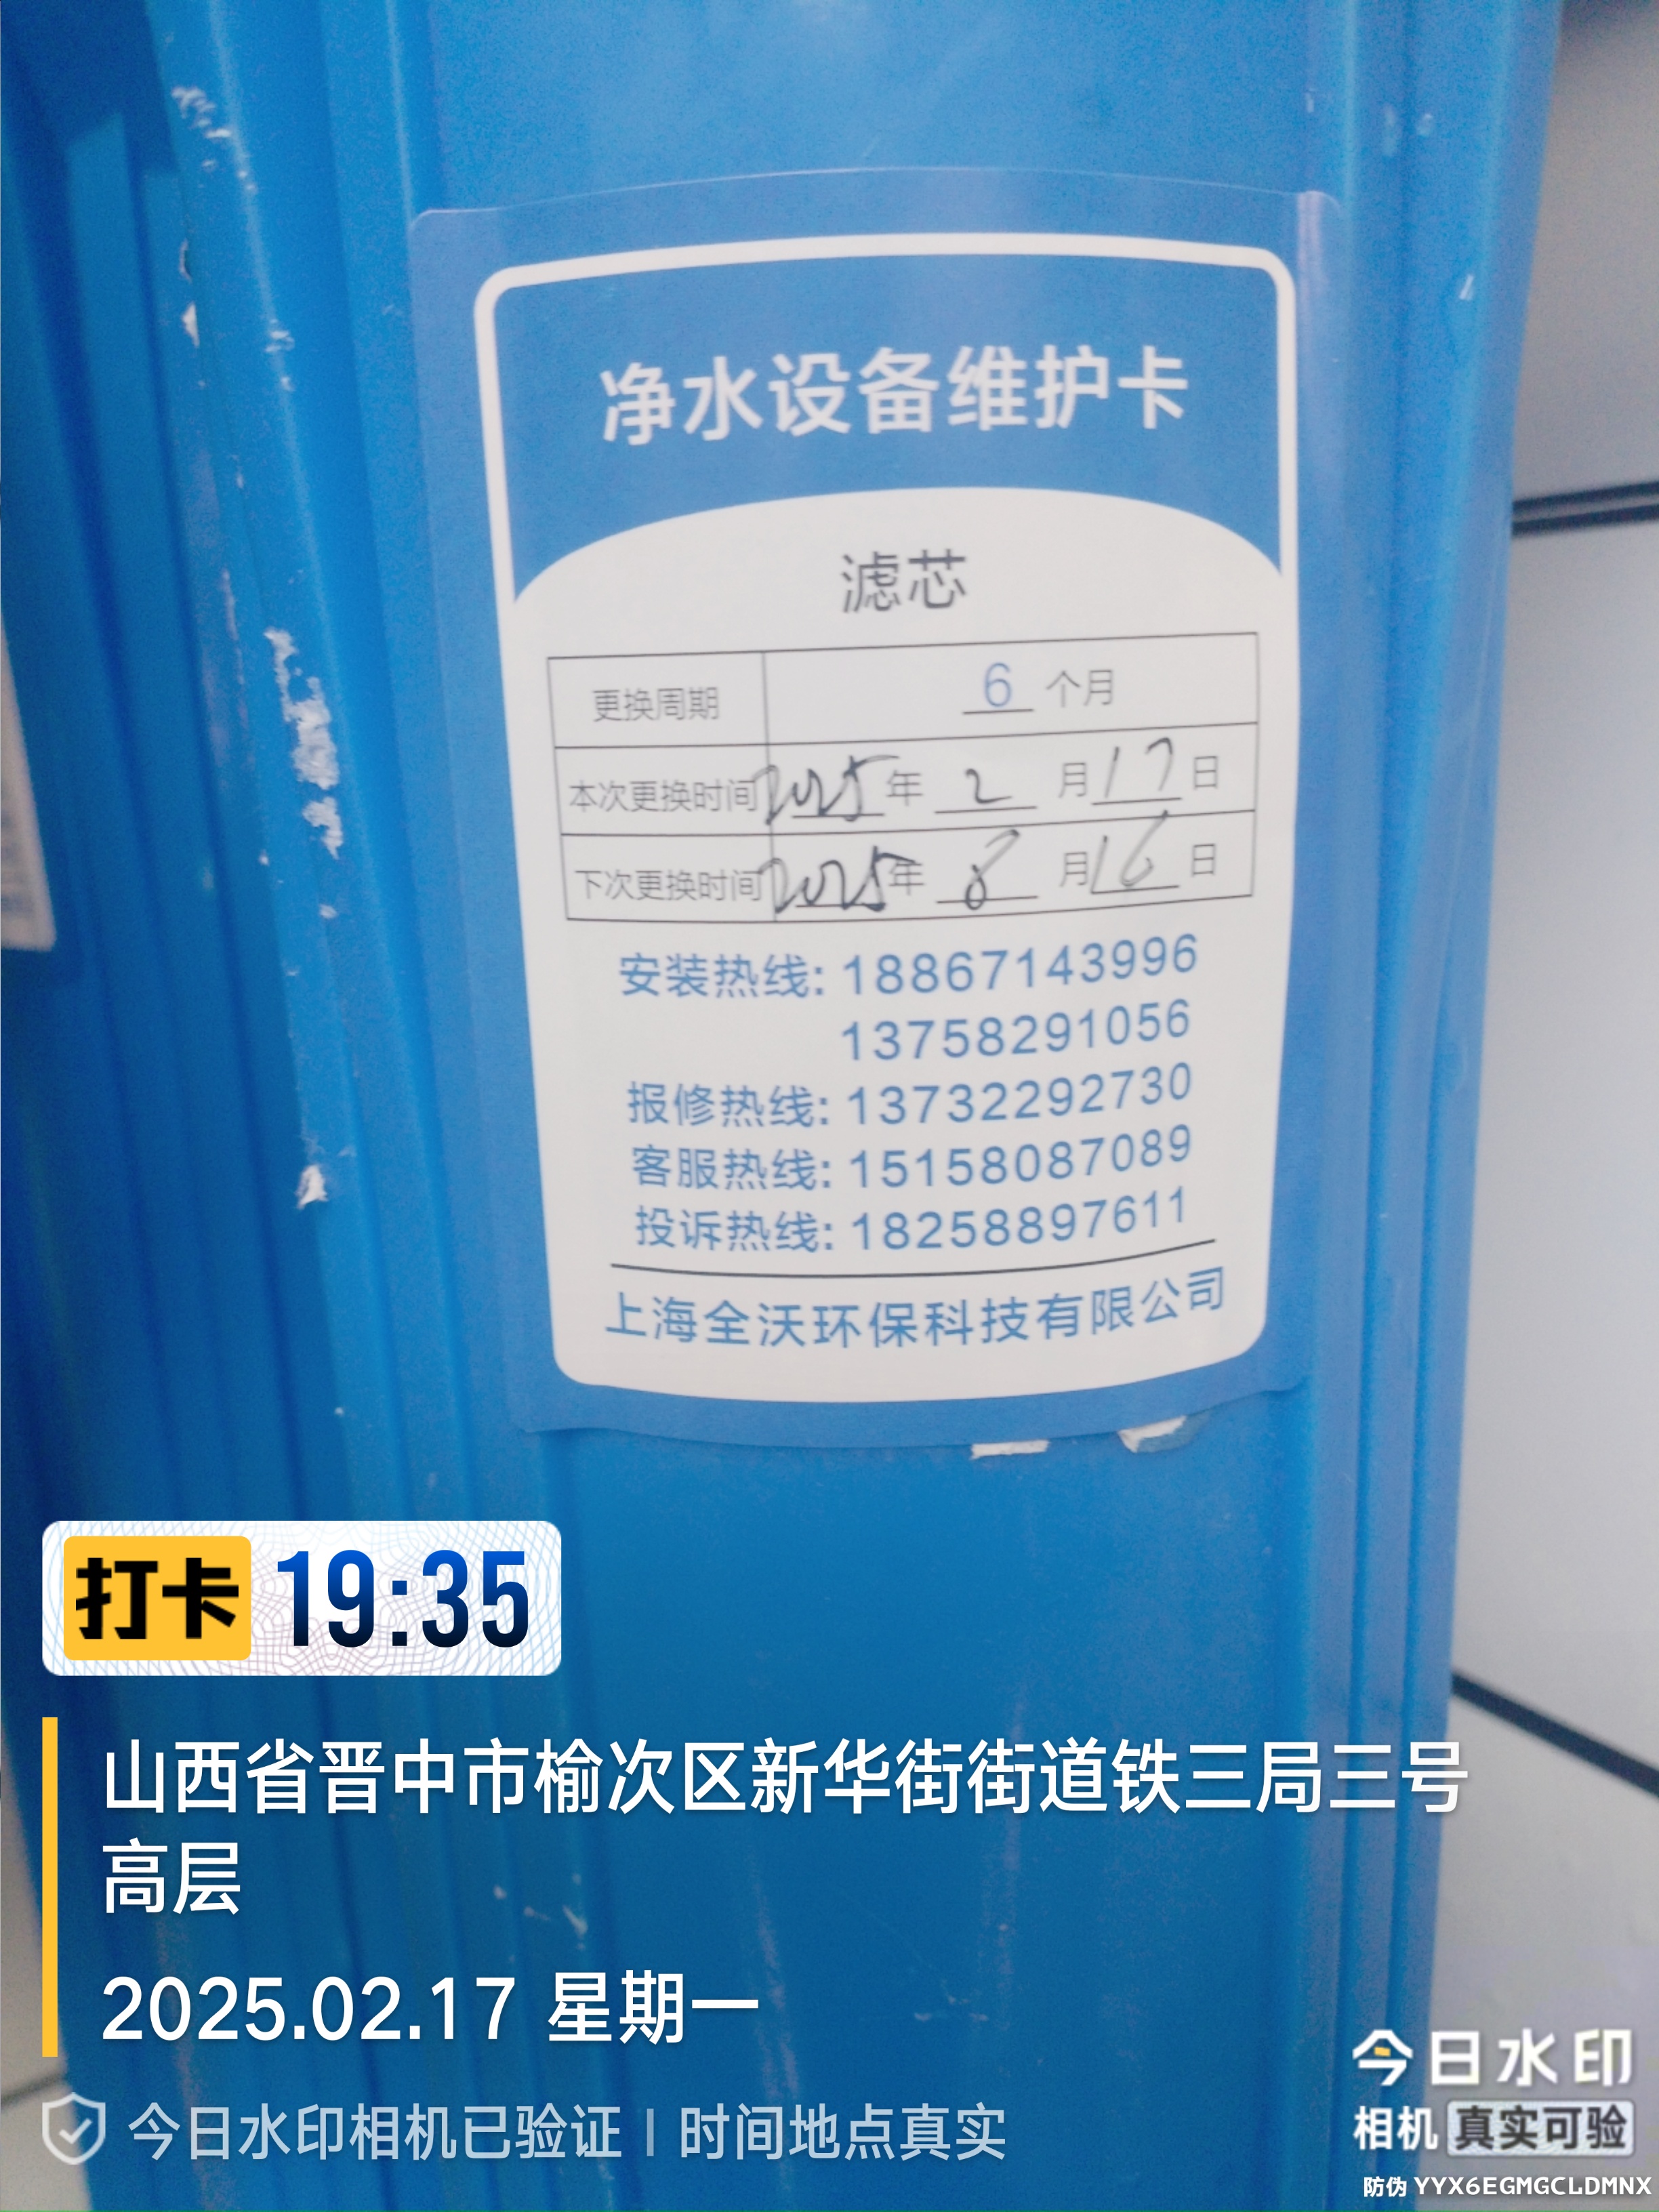 净水设备维护卡
滤芯
更换周期 6 个月
本次更换时间 2025 年 2 月 17 日
下次更换时间 2025 年 8 月 16 日
安装热线: 18867143996
13758291056
报修热线: 13732292730
客服热线: 15158087089
投诉热线: 18258897611
上海全沃环保科技有限公司
打卡 19:35
山西省晋中市榆次区新华街街道铁三局三号
高层
2025.02.17 星期一
今日水印相机已验证 | 时间地点真实
今日水印
相机 真实可验
防伪 YYX6EGMGCLDMNX